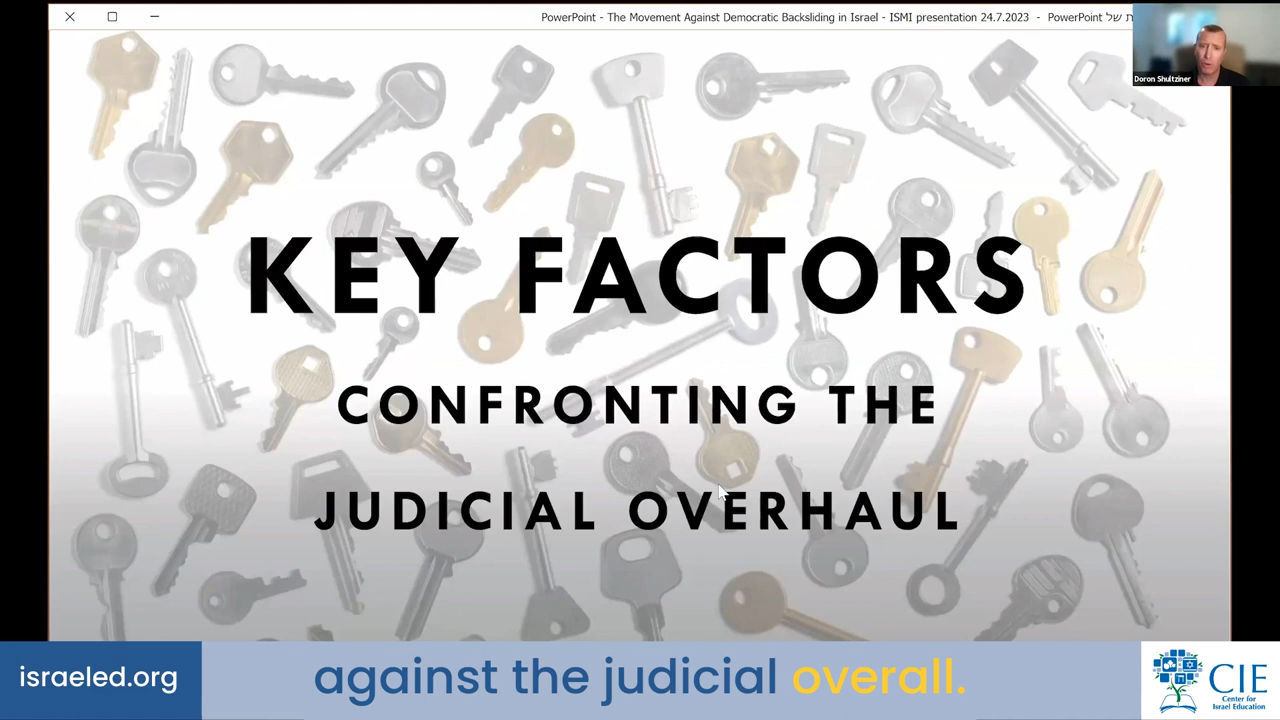 PowerPoint - The Movement Against Democratic Backsliding in Israel - ISMI presentation 24.7.2023 - PowerPoint ת של
Doron Shultziner
KEY FACTORS
CONFRONTING THE
JUDICIAL OVERHAUL
israeled.org
against the judicial overall.
CIE
Center for
Israel Education